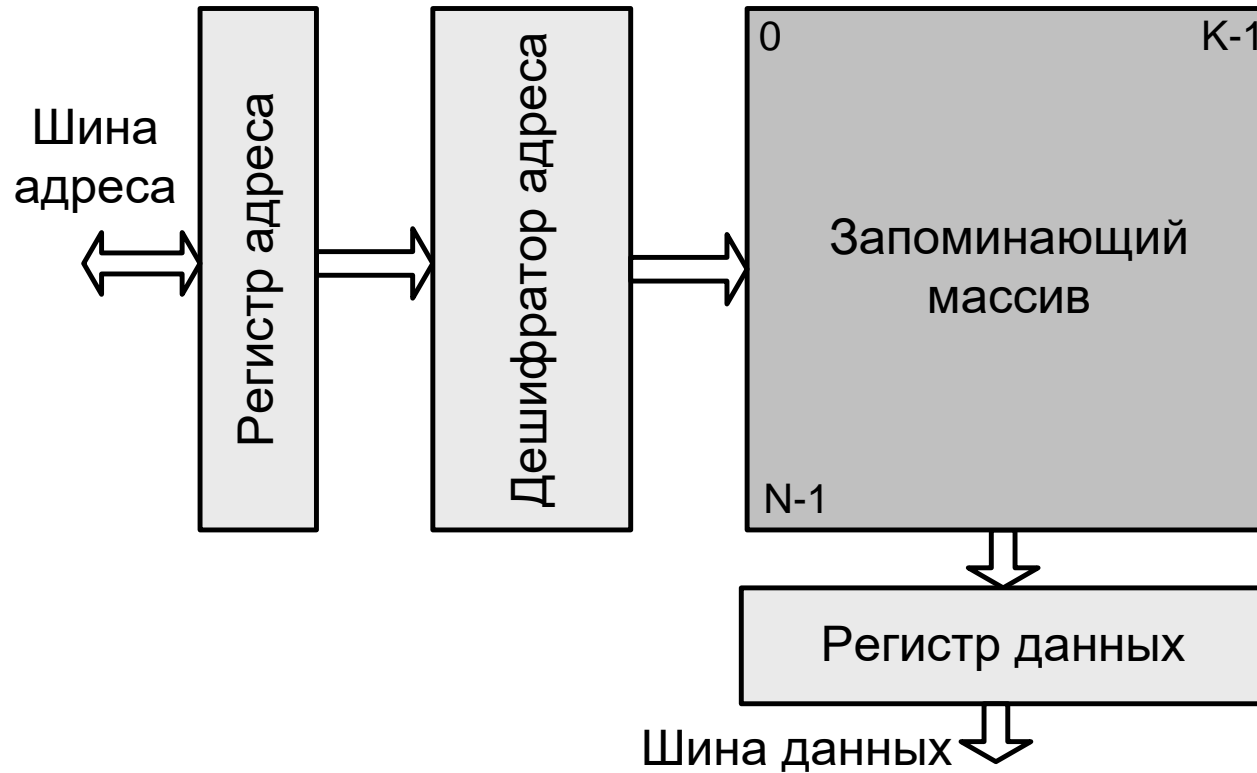 Шина
адреса
Регистр адреса
Дешифратор адреса
0
K-1
Запоминающий
массив
N-1
Регистр данных
Шина данных